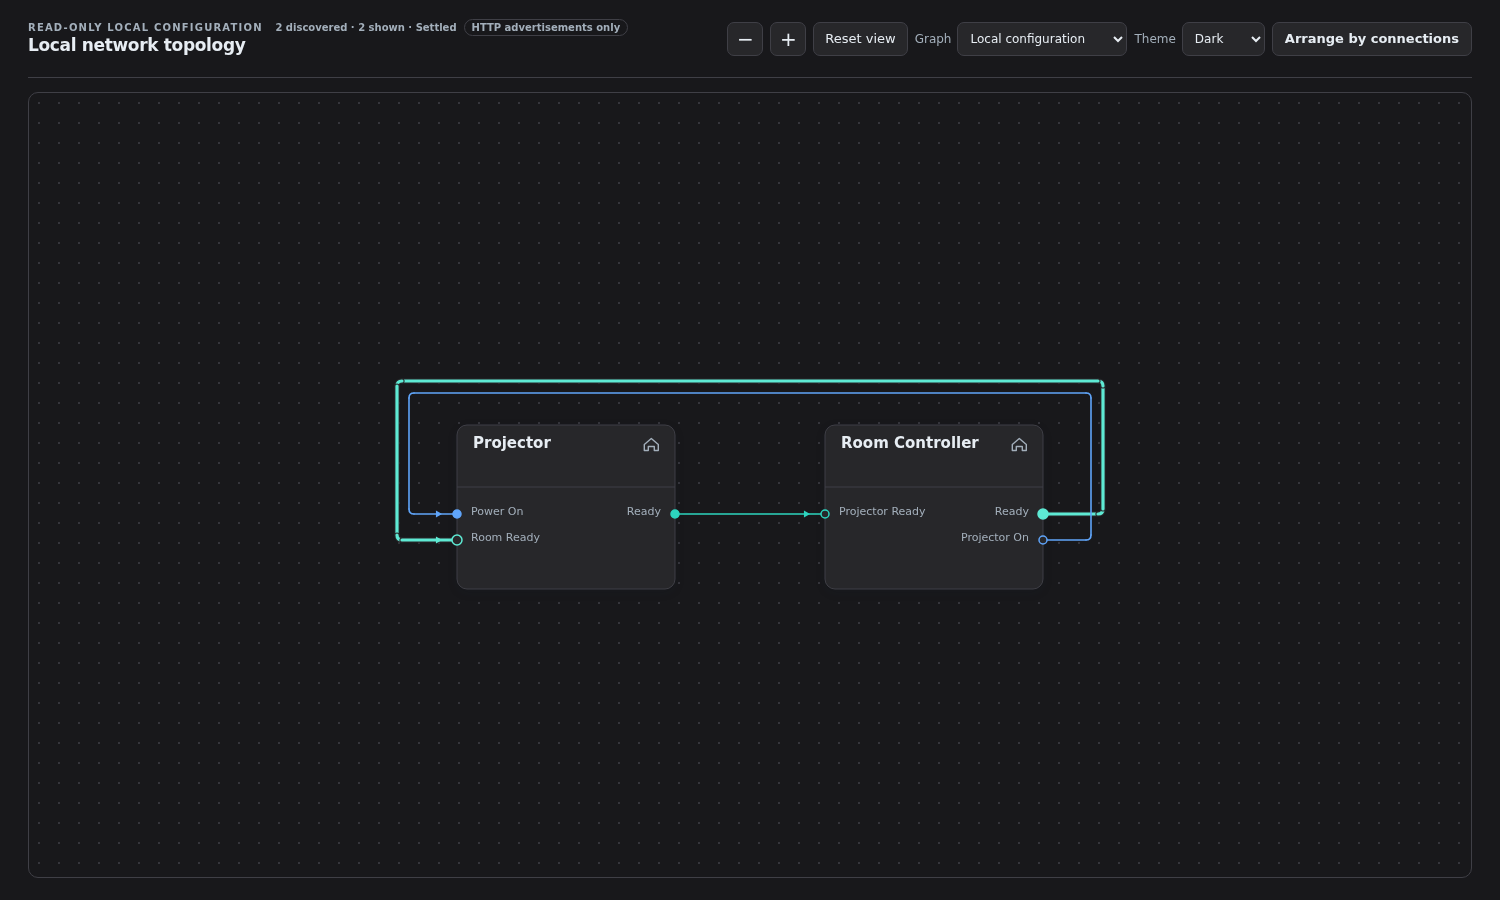 READ-ONLY LOCAL CONFIGURATION 2 discovered · 2 shown · Settled HTTP advertisements only
Local network topology
− + Reset view Graph Local configuration Theme Dark Arrange by connections
Projector
Power On Ready
Room Ready
Room Controller
Projector Ready Ready
Projector On